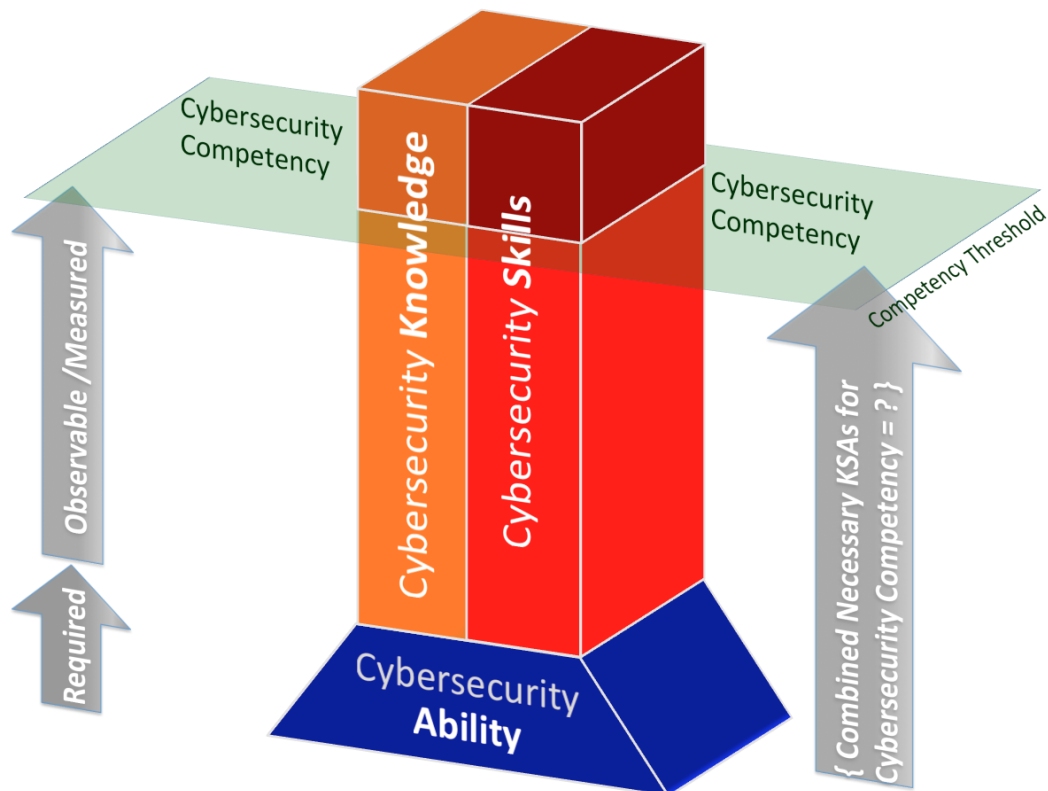 Cybersecurity
Competency
Cybersecurity
Competency
Competency Threshold
Cybersecurity Knowledge
Cybersecurity Skills
Observable /Measured
Required
{ Combined Necessary KSAs for
Cybersecurity Competency = ? }
Cybersecurity
Ability